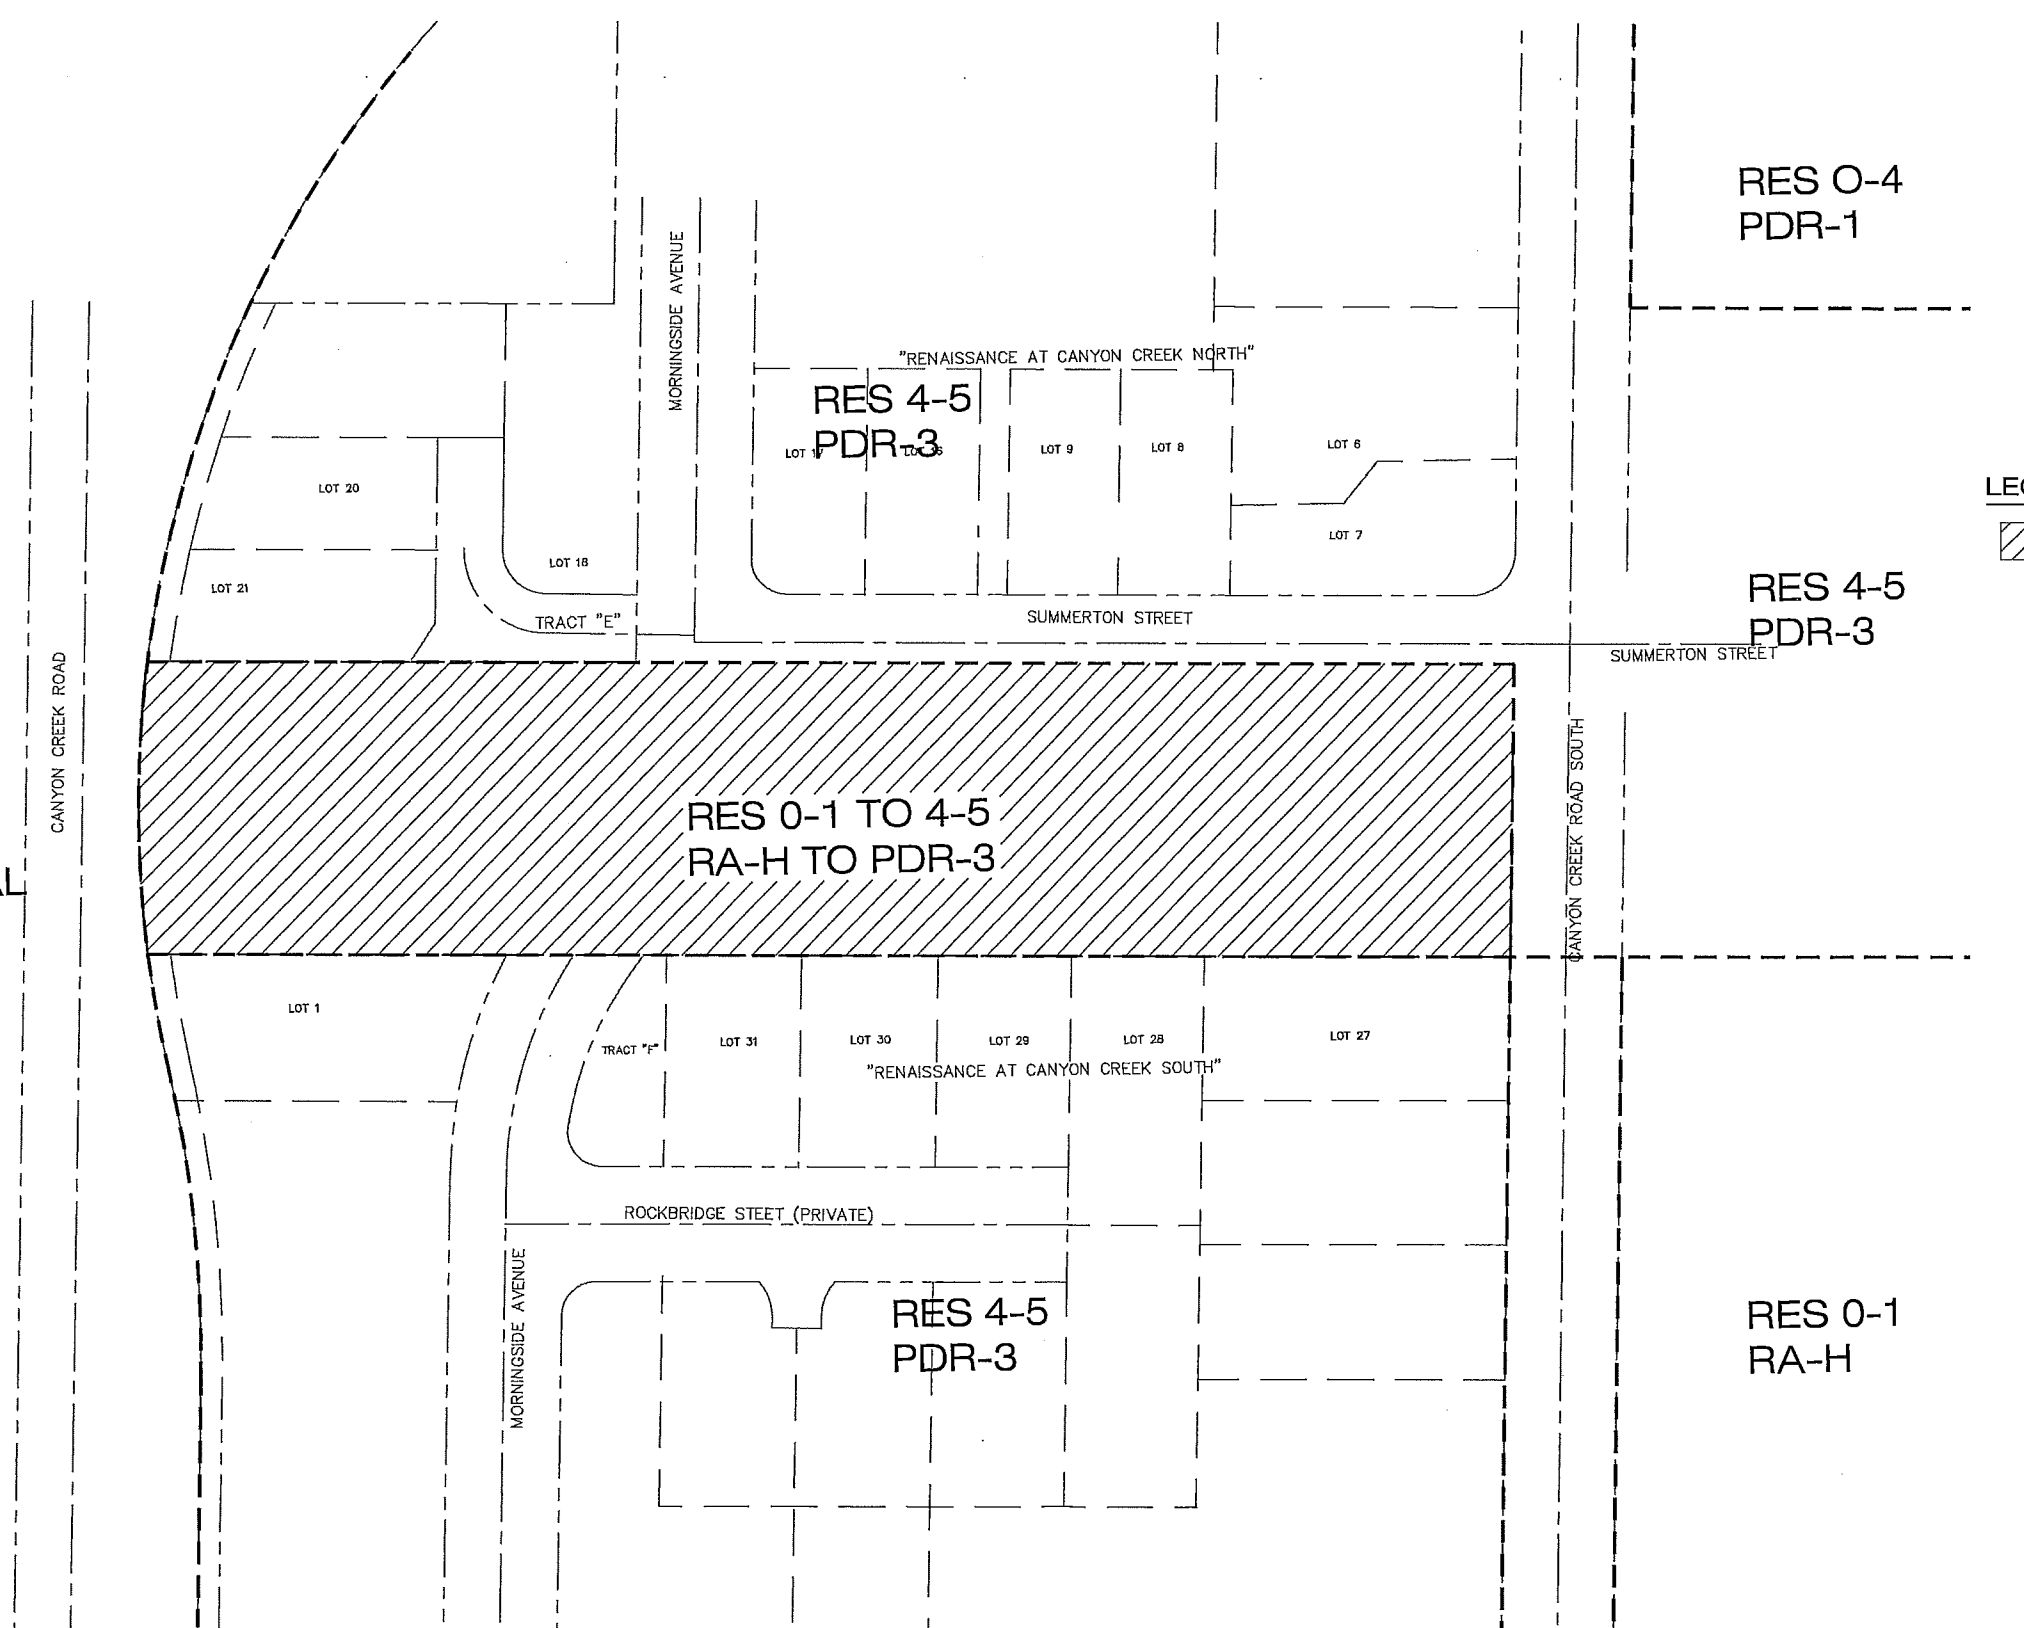 RES O-4
PDR-1
MORNINGSIDE AVENUE
"RENAISSANCE AT CANYON CREEK NORTH"
RES 4-5
PDR-3
LOT 17
LOT 16
LOT 9
LOT 8
LOT 6
LOT 7
LOT 20
LOT 21
LOT 18
TRACT "E"
SUMMERTON STREET
RES 4-5
PDR-3
SUMMERTON STREET
CANYON CREEK ROAD
CANYON CREEK ROAD SOUTH
RES 0-1 TO 4-5
RA-H TO PDR-3
LOT 1
TRACT "F"
LOT 31
LOT 30
LOT 29
LOT 28
LOT 27
"RENAISSANCE AT CANYON CREEK SOUTH"
ROCKBRIDGE STEET (PRIVATE)
MORNINGSIDE AVENUE
RES 4-5
PDR-3
RES 0-1
RA-H